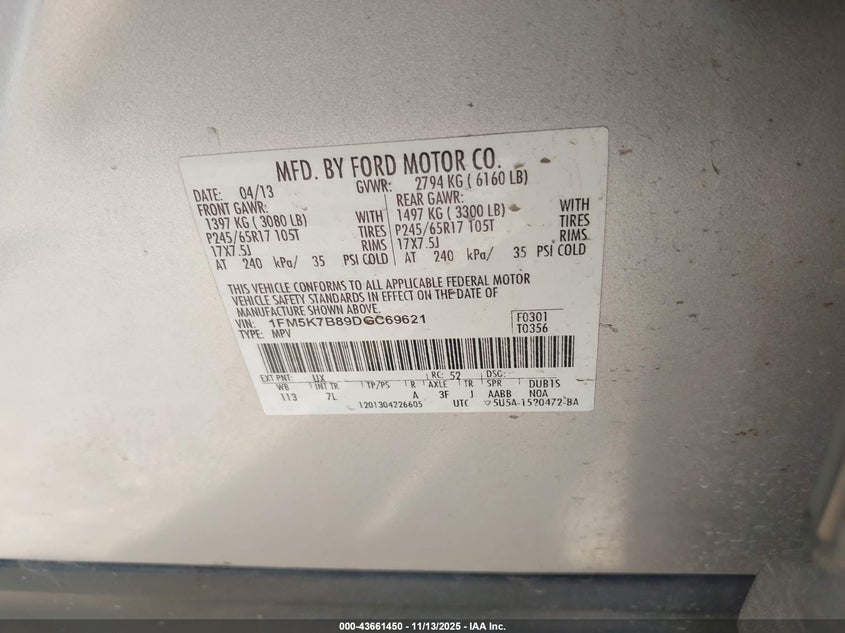 MFD. BY FORD MOTOR CO.
DATE: 04/13 GVWR: 2794 KG ( 6160 LB)
FRONT GAWR: REAR GAWR:
1397 KG ( 3080 LB) WITH 1497 KG ( 3300 LB) WITH
P245/65R17 105T TIRES P245/65R17 105T TIRES
17X7.5J RIMS 17X7.5J RIMS
AT 240 kPa/ 35 PSI COLD AT 240 kPa/ 35 PSI COLD
THIS VEHICLE CONFORMS TO ALL APPLICABLE FEDERAL MOTOR
VEHICLE SAFETY STANDARDS IN EFFECT ON THE DATE OF
MANUFACTURE SHOWN ABOVE.
VIN: 1FM5K7B89DGC69621 F0301
TYPE: MPV T0356
EXT PNT: UX RC: 52 DSG:
WB INT TR TP/PS R AXLE TR SPR DUB1S
113 7L A 3F J AABB N0A
1201304226605 UTC 5U5A-1520472-BA
000-43661450 - 11/13/2025 - IAA Inc.